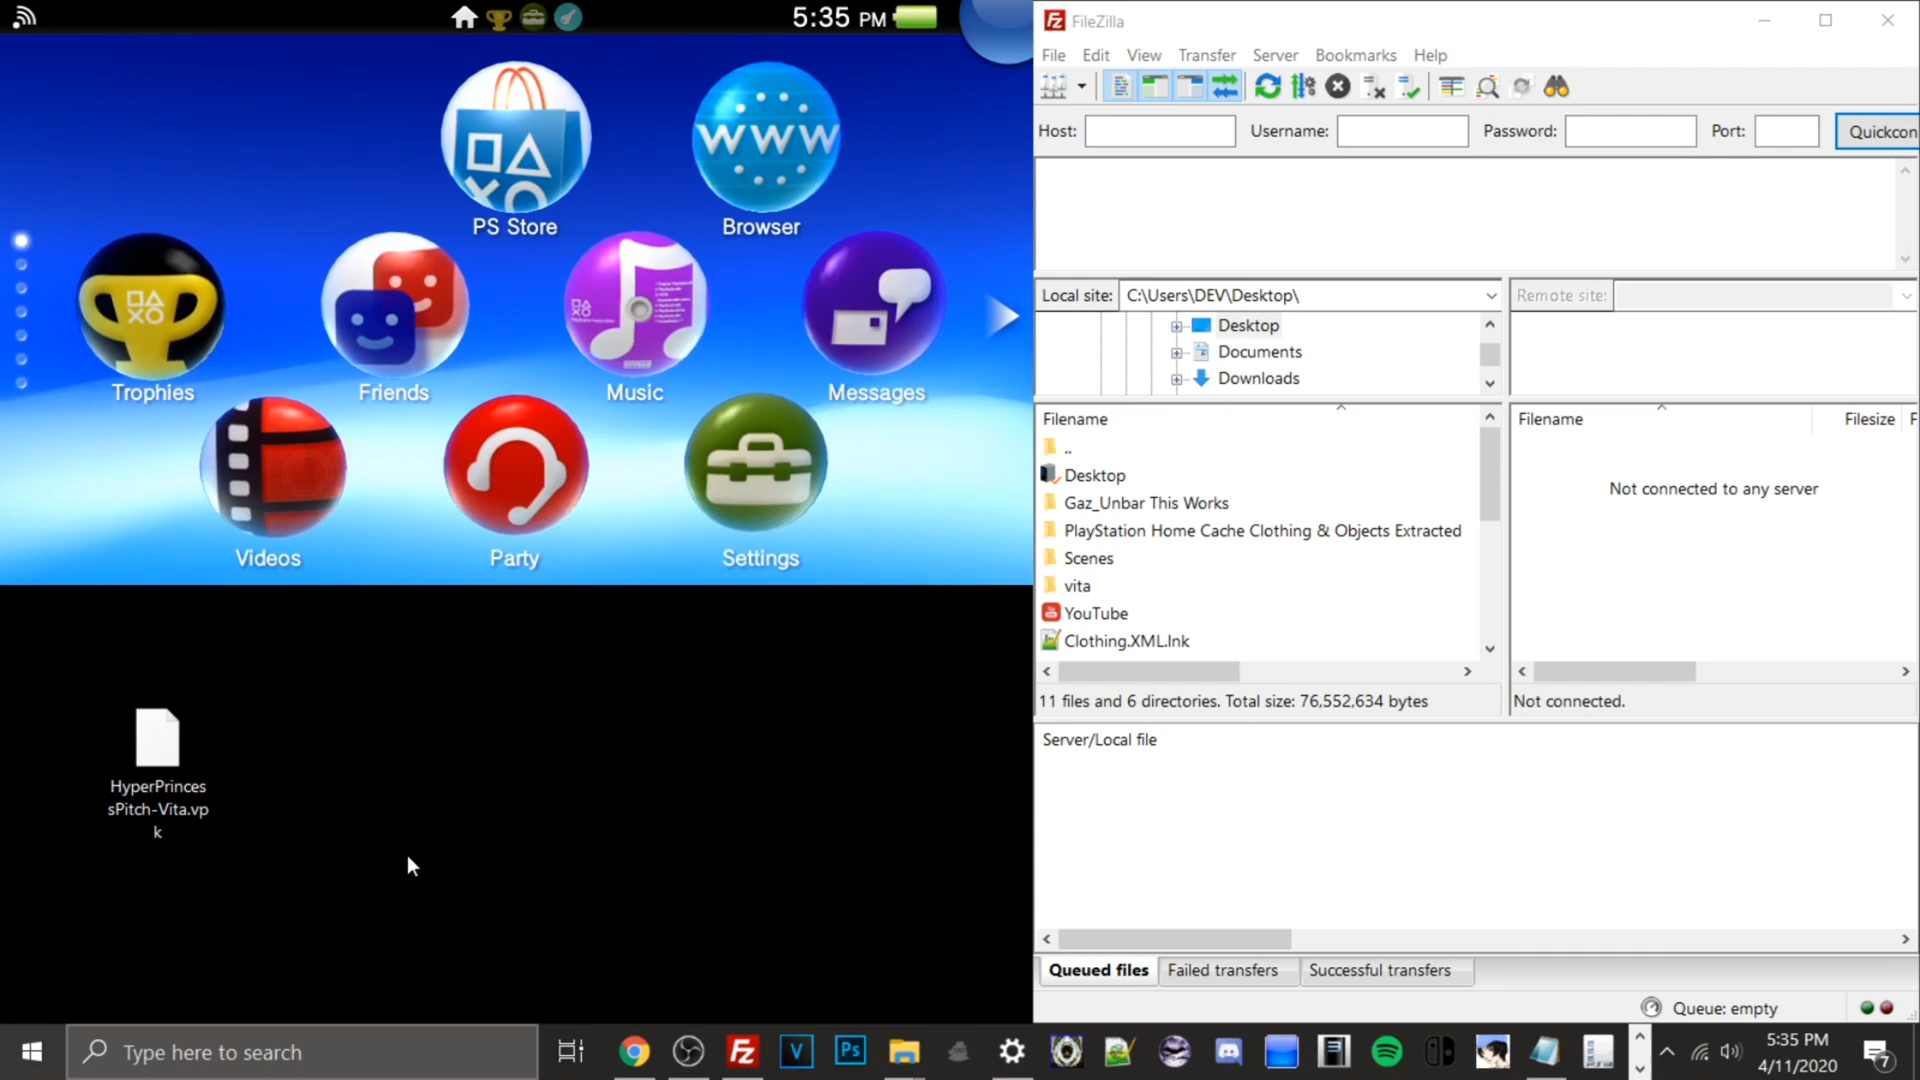 5:35 PM
PS Store
WWW
Browser
Trophies
Friends
Music
Messages
Videos
Party
Settings
HyperPrinces
sPitch-Vita.vp
k
FileZilla
File Edit View Transfer Server Bookmarks Help
Host: Username: Password: Port: Quickcon
Local site: C:\Users\DEV\Desktop\ Remote site:
Desktop
Documents
Downloads
Filename Filename Filesize F
..
Desktop
Gaz_Unbar This Works
PlayStation Home Cache Clothing & Objects Extracted
Scenes
vita
YouTube
Clothing.XML.lnk
Not connected to any server
11 files and 6 directories. Total size: 76,552,634 bytes Not connected.
Server/Local file
Queued files Failed transfers Successful transfers
Queue: empty
Type here to search
Fz V Ps
5:35 PM
4/11/2020
7